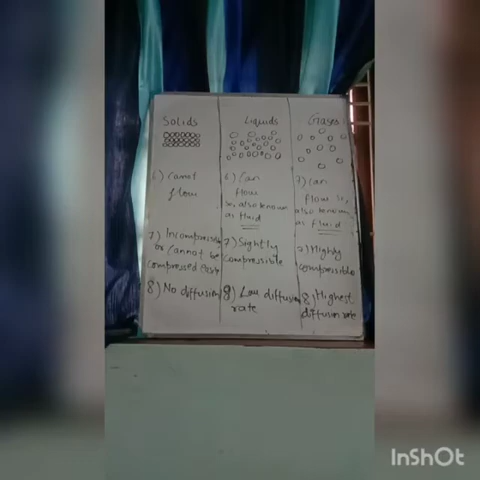 Solids
6) Cannot
flow
7) Incompressible
or Cannot be
compressed easily
8) No diffusion
Liquids
6) Can
flow
so, also known
as fluid
7) Slightly
compressible
8) Low diffusion
rate
Gases
7) Can
flow so,
also known
as fluid
7) Highly
compressible
8) Highest
diffusion rate
InShOt